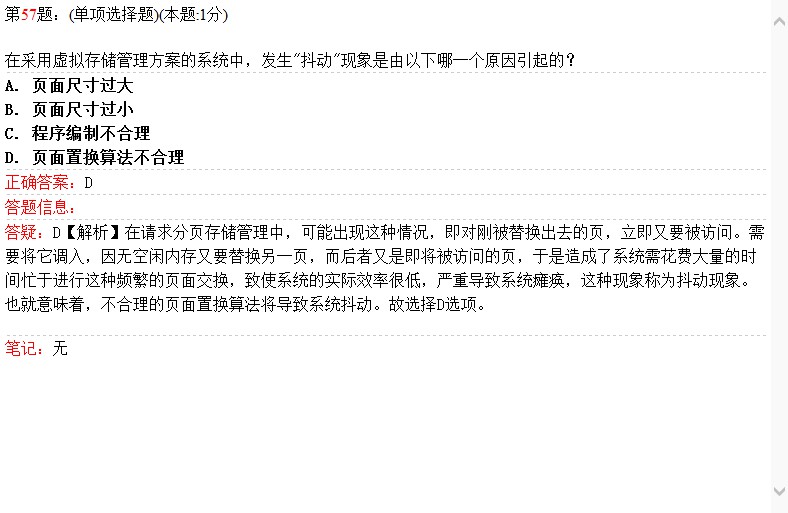 第57题：(单项选择题)(本题:1分)
在采用虚拟存储管理方案的系统中，发生"抖动"现象是由以下哪一个原因引起的？
A. 页面尺寸过大
B. 页面尺寸过小
C. 程序编制不合理
D. 页面置换算法不合理
正确答案：D
答题信息：
答疑：D【解析】在请求分页存储管理中，可能出现这种情况，即对刚被替换出去的页，立即又要被访问。需
要将它调入，因无空闲内存又要替换另一页，而后者又是即将被访问的页，于是造成了系统需花费大量的时
间忙于进行这种频繁的页面交换，致使系统的实际效率很低，严重导致系统瘫痪，这种现象称为抖动现象。
也就意味着，不合理的页面置换算法将导致系统抖动。故选择D选项。
笔记：无